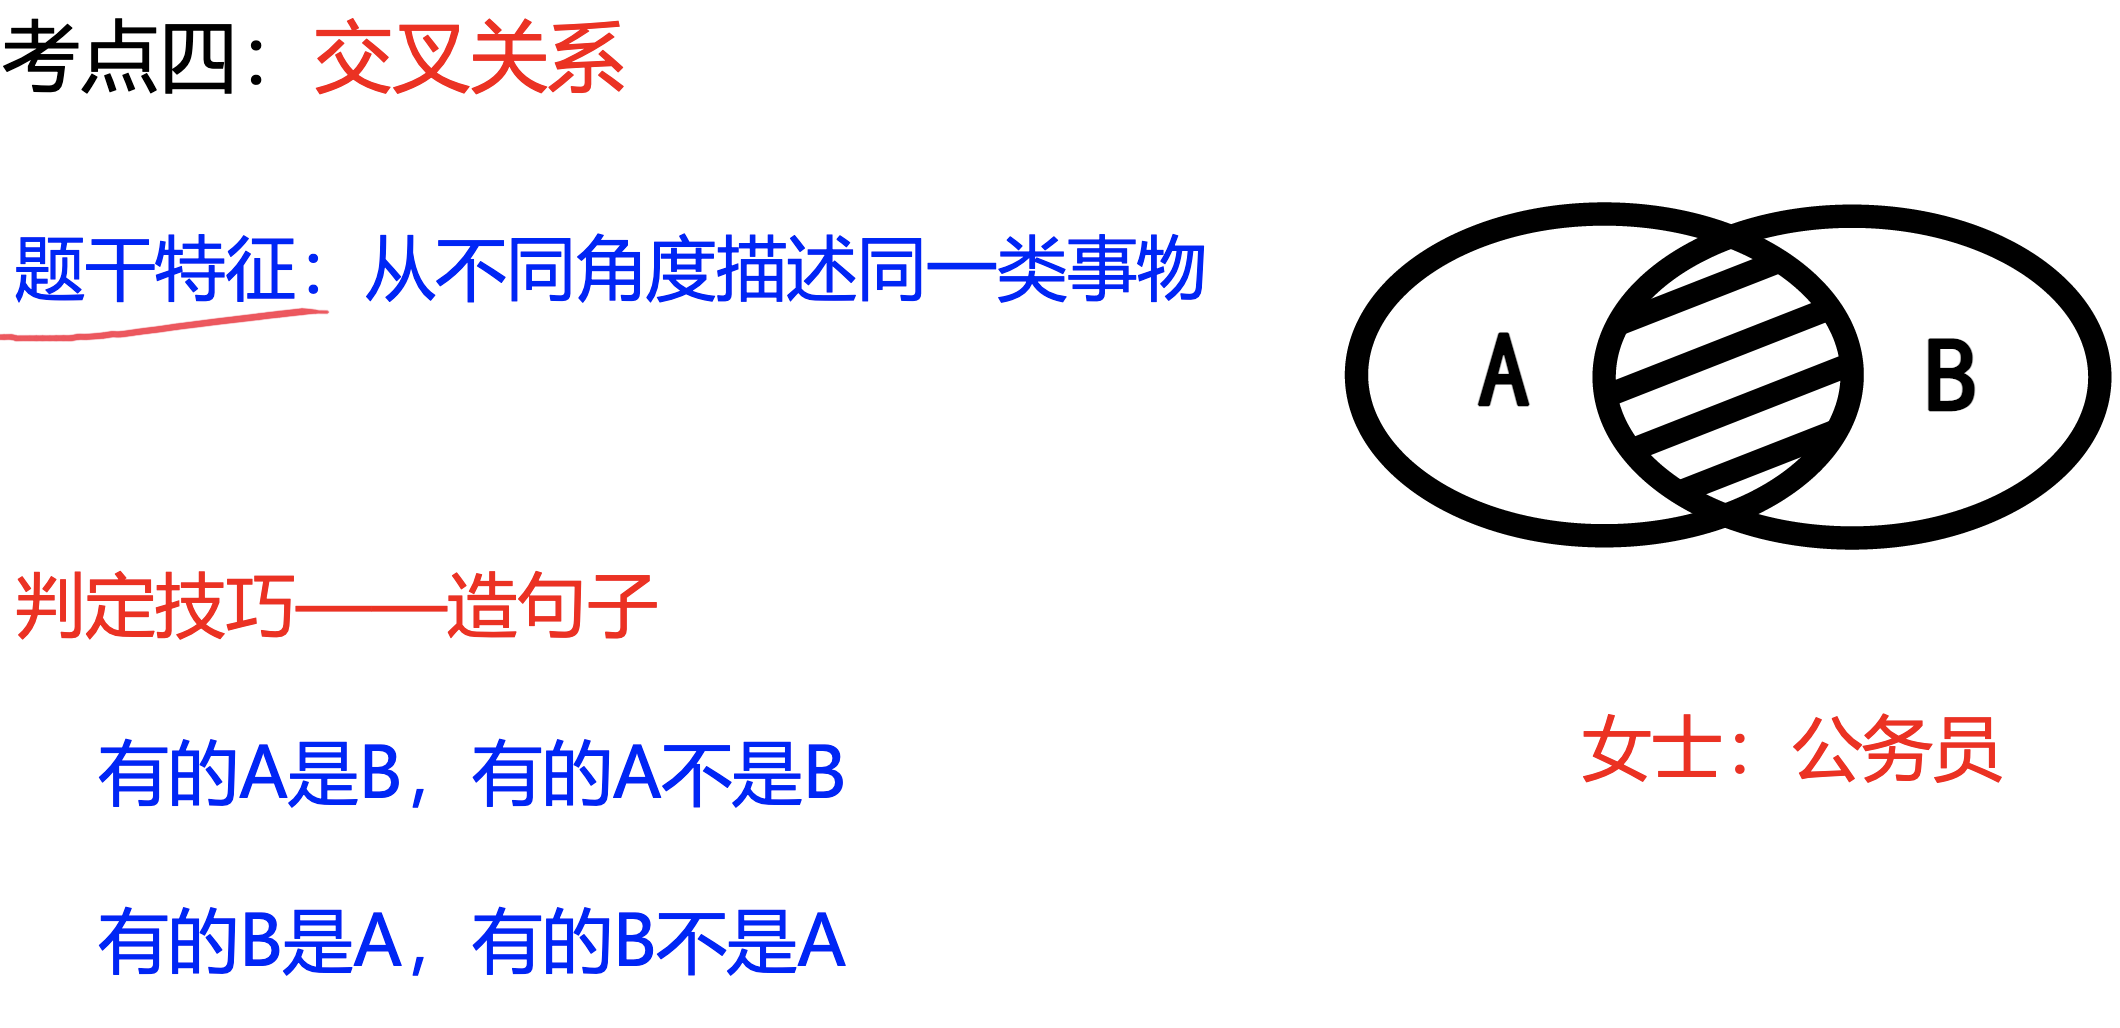 考点四：交叉关系
题干特征：从不同角度描述同一类事物
A
B
判定技巧——造句子
女士：公务员
有的A是B，有的A不是B
有的B是A，有的B不是A